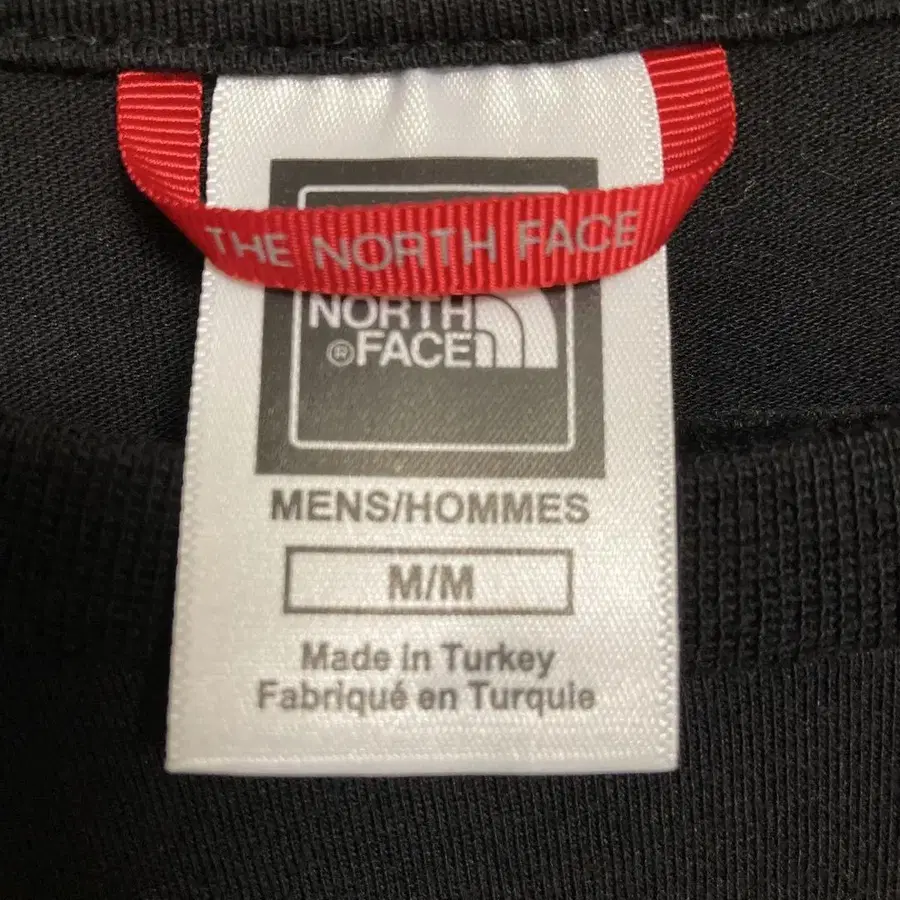 THE NORTH FACE
NORTH
®FACE
MENS/HOMMES
M/M
Made in Turkey
Fabriqué en Turquie